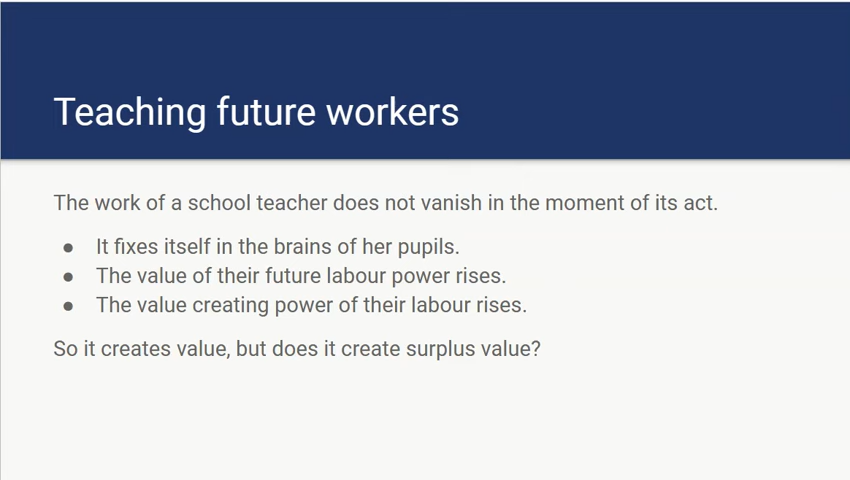 Teaching future workers
The work of a school teacher does not vanish in the moment of its act.
● It fixes itself in the brains of her pupils.
● The value of their future labour power rises.
● The value creating power of their labour rises.
So it creates value, but does it create surplus value?